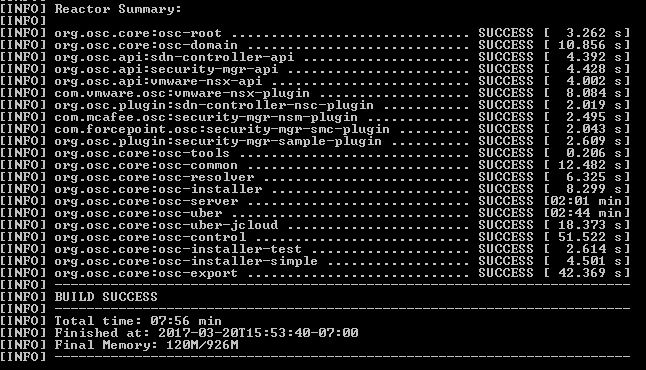 [INFO] Reactor Summary:
[INFO]
[INFO] org.osc.core:osc-root .............................. SUCCESS [  3.262 s]
[INFO] org.osc.core:osc-domain ............................ SUCCESS [ 10.856 s]
[INFO] org.osc.api:sdn-controller-api ..................... SUCCESS [  4.392 s]
[INFO] org.osc.api:security-mgr-api ....................... SUCCESS [  4.428 s]
[INFO] org.osc.api:vmware-nsx-api ......................... SUCCESS [  4.002 s]
[INFO] com.vmware.osc:vmware-nsx-plugin ................... SUCCESS [  8.084 s]
[INFO] org.osc.plugin:sdn-controller-nsc-plugin ........... SUCCESS [  2.019 s]
[INFO] com.mcafee.osc:security-mgr-nsm-plugin ............. SUCCESS [  2.495 s]
[INFO] com.forcepoint.osc:security-mgr-smc-plugin ......... SUCCESS [  2.043 s]
[INFO] org.osc.plugin:security-mgr-sample-plugin .......... SUCCESS [  2.609 s]
[INFO] org.osc.core:osc-tools ............................. SUCCESS [  0.206 s]
[INFO] org.osc.core:osc-common ............................ SUCCESS [ 12.482 s]
[INFO] org.osc.core:osc-resolver .......................... SUCCESS [  6.325 s]
[INFO] org.osc.core:osc-installer ......................... SUCCESS [  8.299 s]
[INFO] org.osc.core:osc-server ............................ SUCCESS [02:01 min]
[INFO] org.osc.core:osc-uber .............................. SUCCESS [02:44 min]
[INFO] org.osc.core:osc-uber-jcloud ....................... SUCCESS [ 18.373 s]
[INFO] org.osc.core:osc-control ........................... SUCCESS [ 51.522 s]
[INFO] org.osc.core:osc-installer-test .................... SUCCESS [  2.614 s]
[INFO] org.osc.core:osc-installer-simple .................. SUCCESS [  4.501 s]
[INFO] org.osc.core:osc-export ............................ SUCCESS [ 42.369 s]
[INFO] ------------------------------------------------------------------------
[INFO] BUILD SUCCESS
[INFO] ------------------------------------------------------------------------
[INFO] Total time: 07:56 min
[INFO] Finished at: 2017-03-20T15:53:40-07:00
[INFO] Final Memory: 120M/926M
[INFO] ------------------------------------------------------------------------